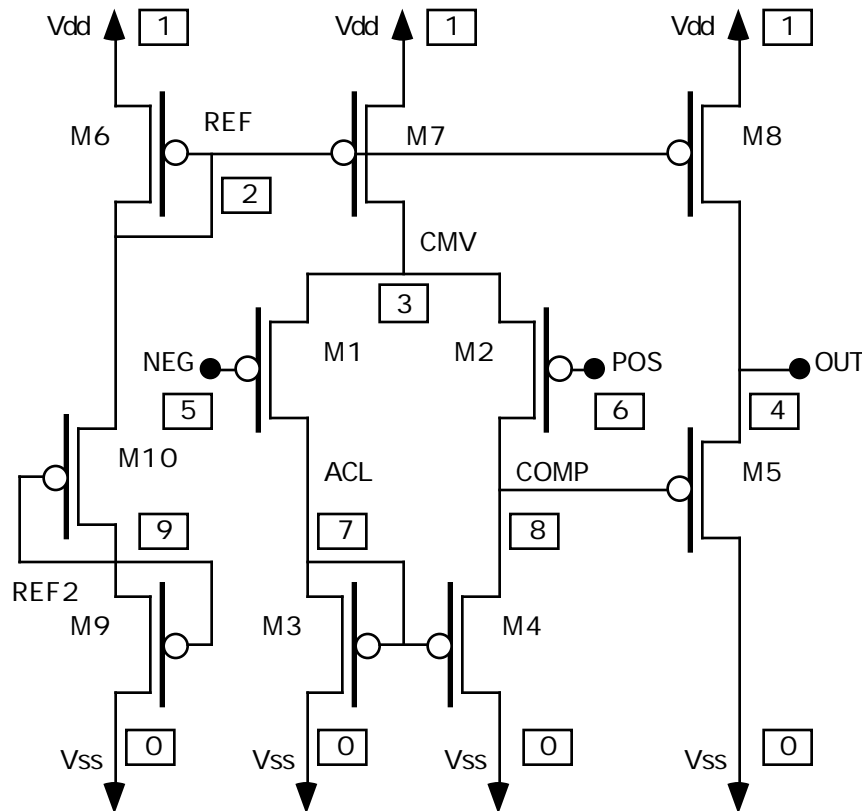 Vdd 1 Vdd 1 Vdd 1
M6 REF M7 M8
2
CMV
3
NEG M1 M2 POS OUT
5 6 4
M10 ACL COMP M5
9 7 8
REF2
M9 M3 M4
Vss 0 Vss 0 Vss 0 Vss 0